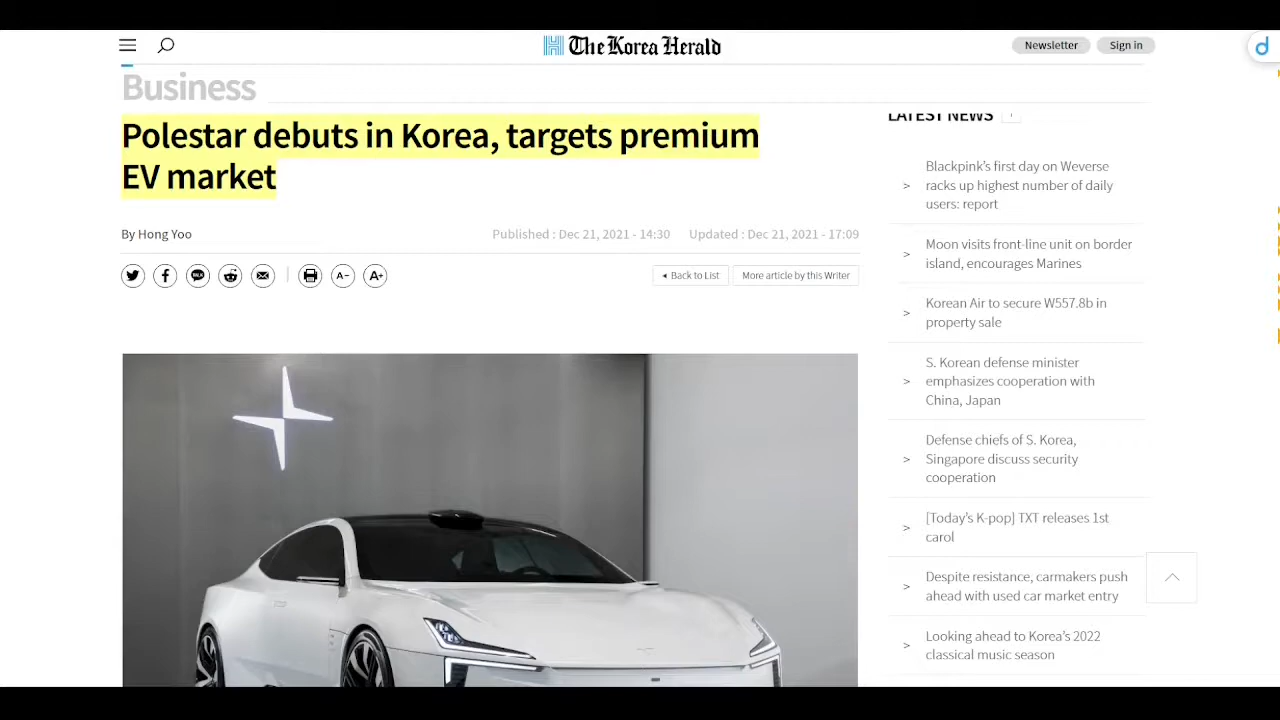 The Korea Herald
Newsletter
Sign in
Business
Polestar debuts in Korea, targets premium
EV market
By Hong Yoo
Published : Dec 21, 2021 - 14:30
Updated : Dec 21, 2021 - 17:09
TALK
A-
A+
◂ Back to List
More article by this Writer
LATEST NEWS
> Blackpink's first day on Weverse
racks up highest number of daily
users: report
> Moon visits front-line unit on border
island, encourages Marines
> Korean Air to secure W557.8b in
property sale
> S. Korean defense minister
emphasizes cooperation with
China, Japan
> Defense chiefs of S. Korea,
Singapore discuss security
cooperation
> [Today's K-pop] TXT releases 1st
carol
> Despite resistance, carmakers push
ahead with used car market entry
> Looking ahead to Korea's 2022
classical music season